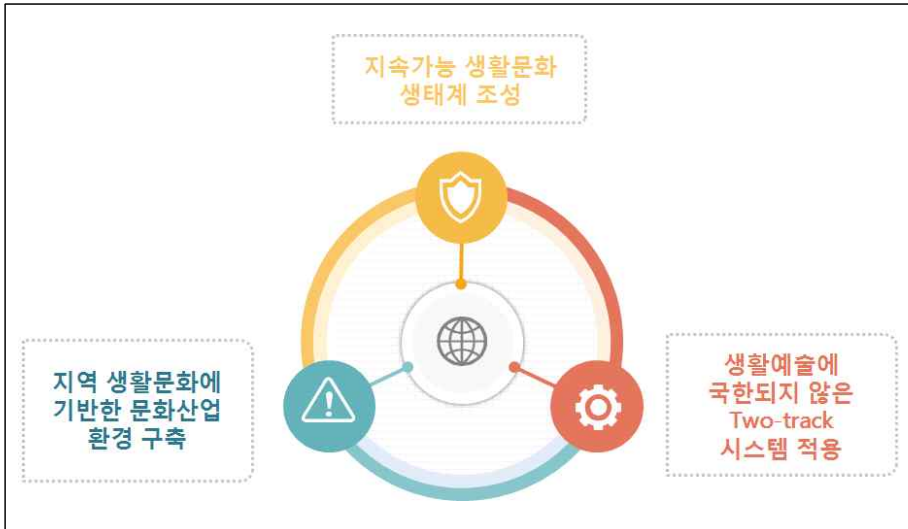 지속가능 생활문화
생태계 조성
지역 생활문화에
기반한 문화산업
환경 구축
생활예술에
국한되지 않은
Two-track
시스템 적용